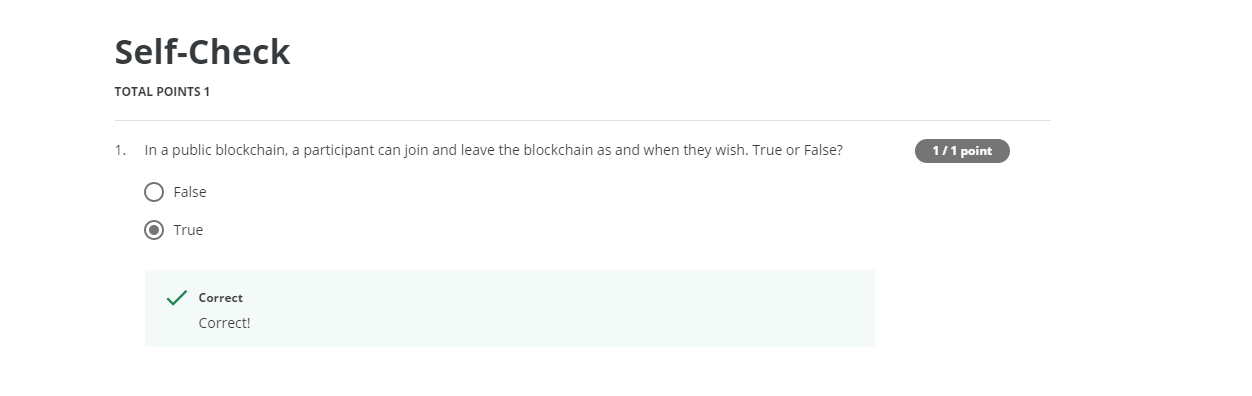 Self-Check
TOTAL POINTS 1
1. In a public blockchain, a participant can join and leave the blockchain as and when they wish. True or False? 1 / 1 point
False
True
Correct
Correct!